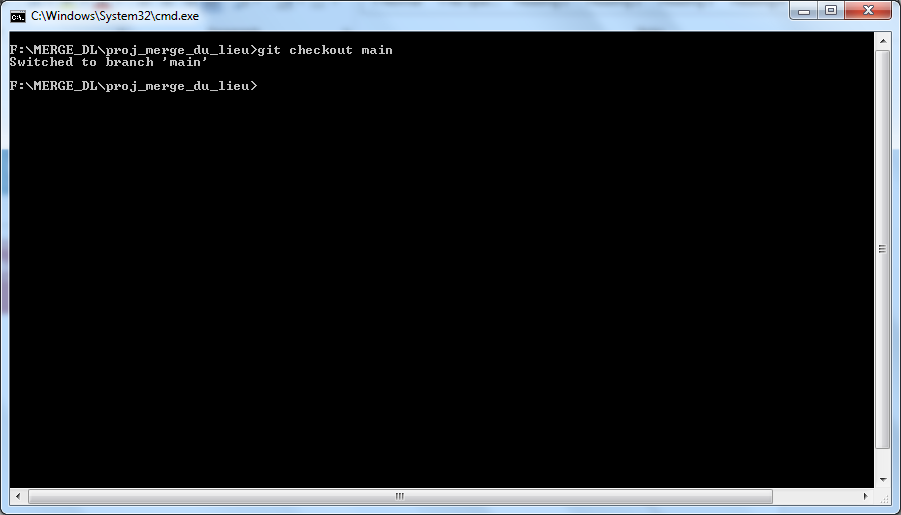 C:\Windows\System32\cmd.exe
F:\MERGE_DL\proj_merge_du_lieu>git checkout main
Switched to branch 'main'
F:\MERGE_DL\proj_merge_du_lieu>